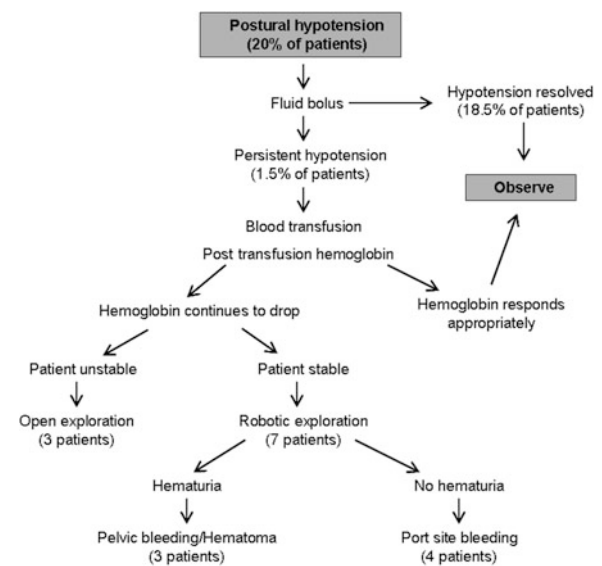 Postural hypotension
(20% of patients)
Fluid bolus
Hypotension resolved
(18.5% of patients)
Persistent hypotension
(1.5% of patients)
Observe
Blood transfusion
Post transfusion hemoglobin
Hemoglobin continues to drop
Hemoglobin responds
appropriately
Patient unstable
Patient stable
Open exploration
(3 patients)
Robotic exploration
(7 patients)
Hematuria
No hematuria
Pelvic bleeding/Hematoma
(3 patients)
Port site bleeding
(4 patients)